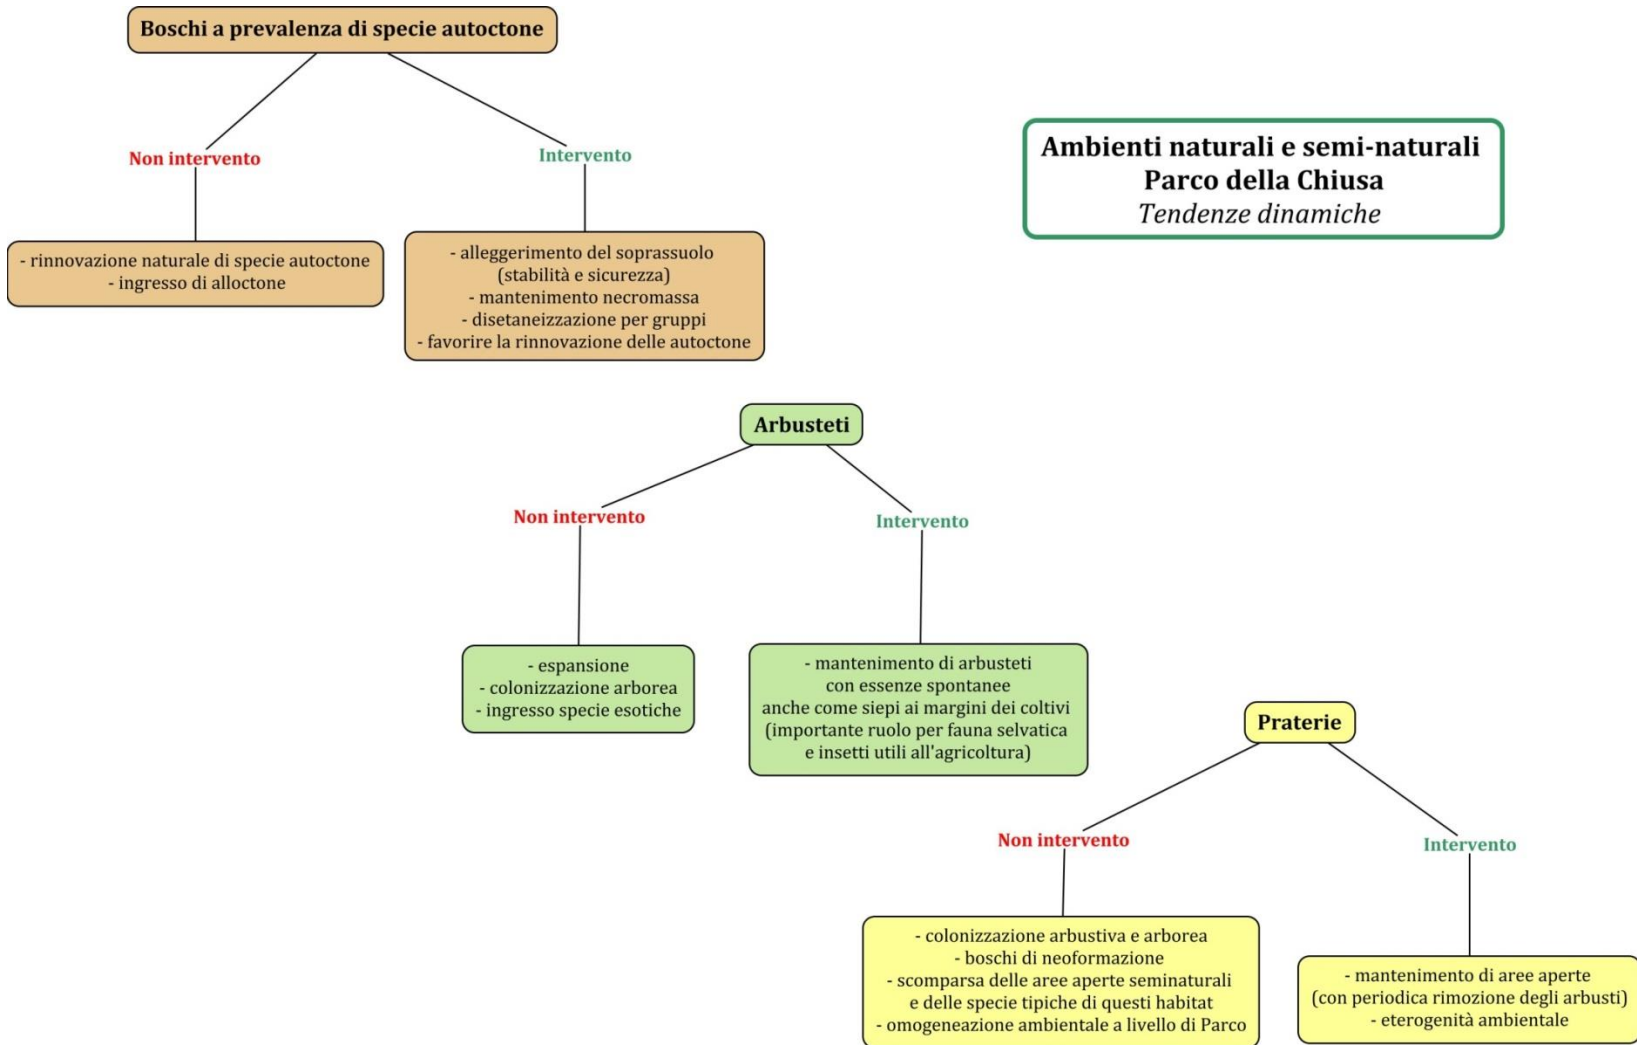 Boschi a prevalenza di specie autoctone
Non intervento
Intervento
- rinnovazione naturale di specie autoctone
- ingresso di alloctone
- alleggerimento del soprassuolo
(stabilità e sicurezza)
- mantenimento necromassa
- disetaneizzazione per gruppi
- favorire la rinnovazione delle autoctone
Ambienti naturali e semi-naturali
Parco della Chiusa
Tendenze dinamiche
Arbusteti
Non intervento
Intervento
- espansione
- colonizzazione arborea
- ingresso specie esotiche
- mantenimento di arbusteti
con essenze spontanee
anche come siepi ai margini dei coltivi
(importante ruolo per fauna selvatica
e insetti utili all'agricoltura)
Praterie
Non intervento
Intervento
- colonizzazione arbustiva e arborea
- boschi di neoformazione
- scomparsa delle aree aperte seminaturali
e delle specie tipiche di questi habitat
- omogeneazione ambientale a livello di Parco
- mantenimento di aree aperte
(con periodica rimozione degli arbusti)
- eterogenità ambientale